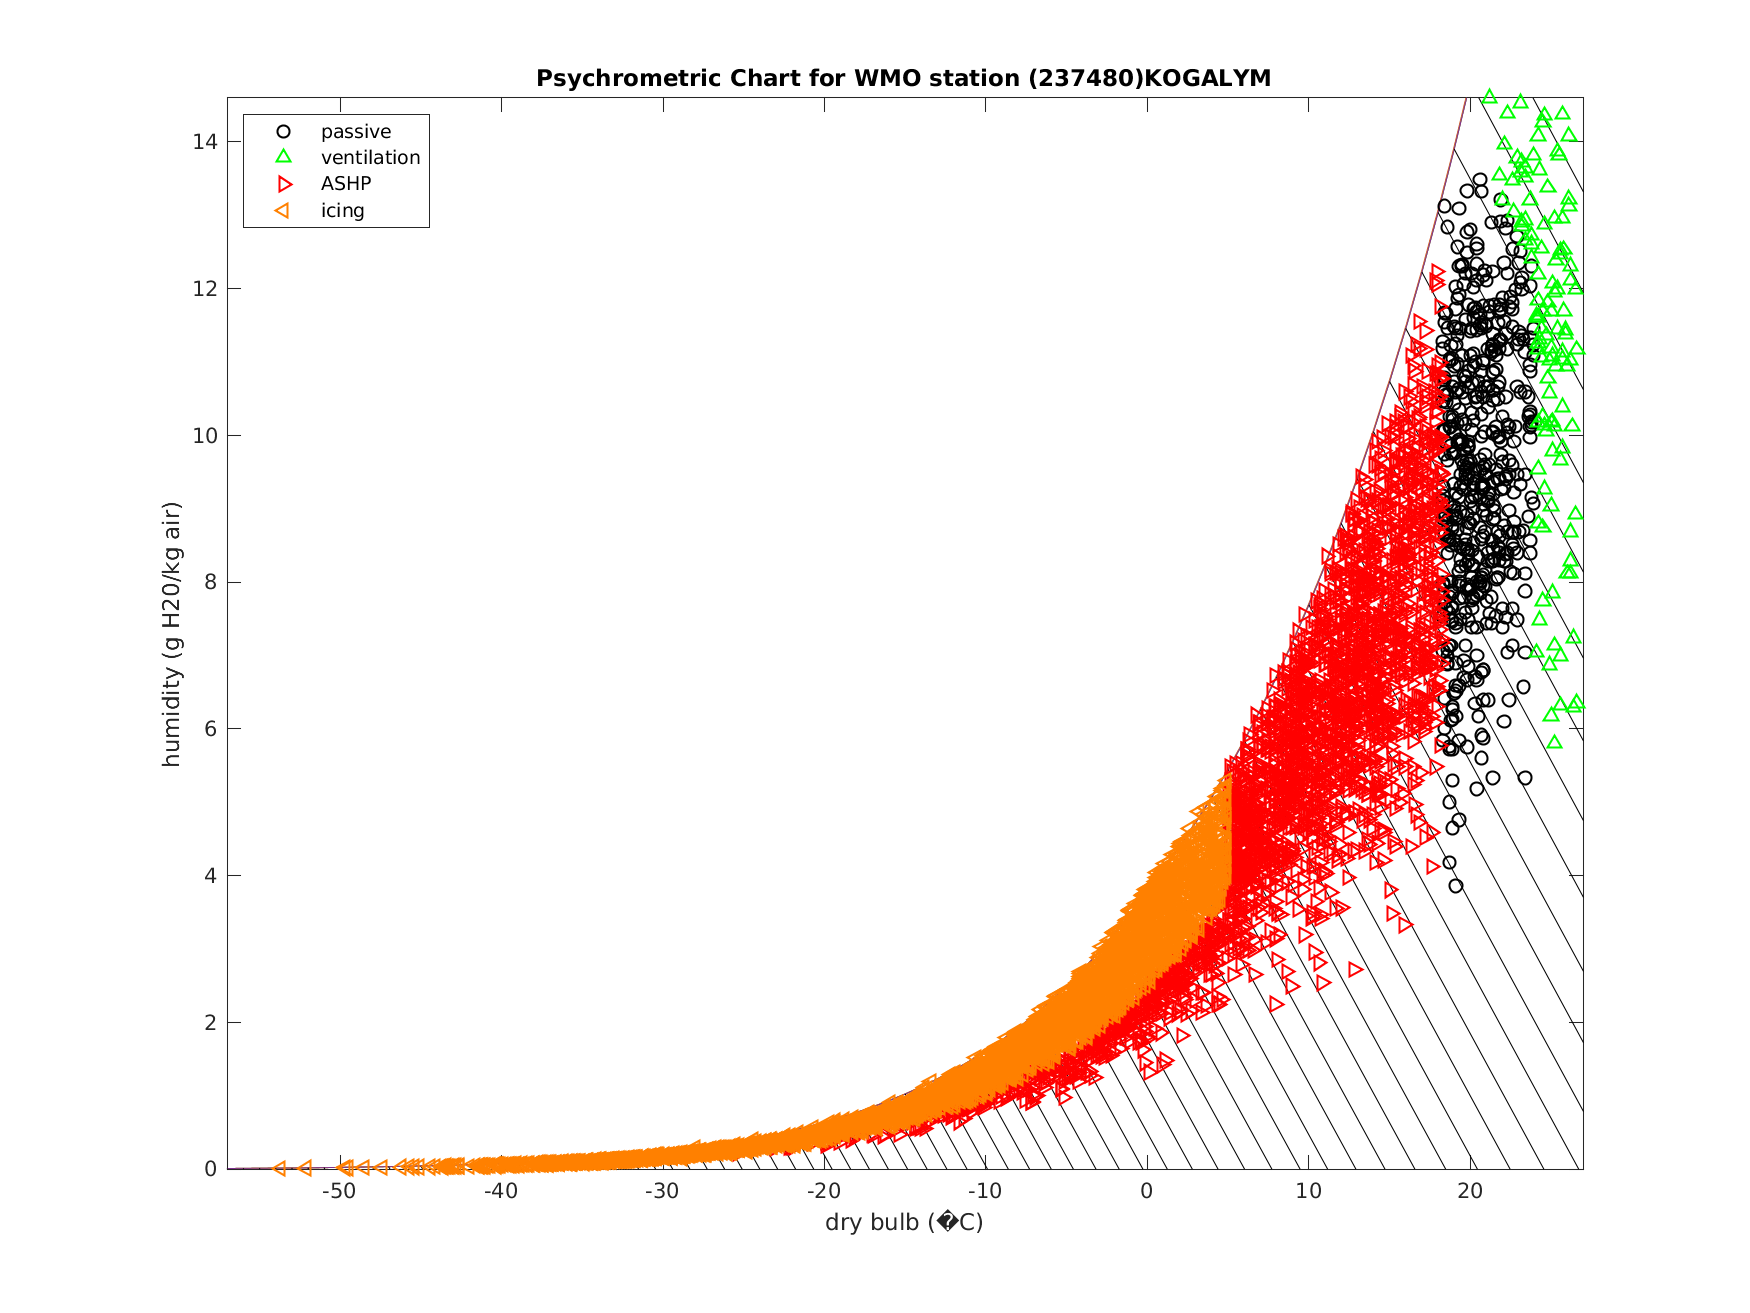 Psychrometric Chart for WMO station (237480)KOGALYM
passive
ventilation
ASHP
icing
14
12
10
8
6
4
2
0
humidity (g H20/kg air)
-50 -40 -30 -20 -10 0 10 20
dry bulb (�C)